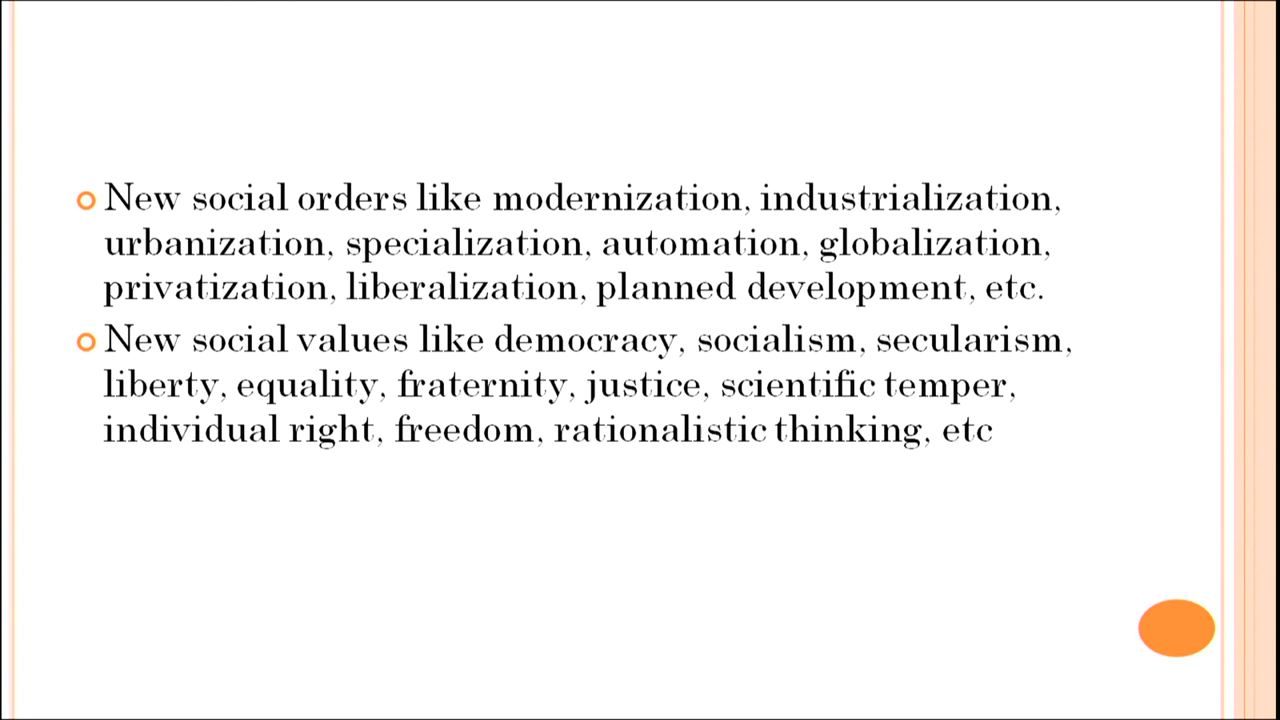 New social orders like modernization, industrialization,
urbanization, specialization, automation, globalization,
privatization, liberalization, planned development, etc.
New social values like democracy, socialism, secularism,
liberty, equality, fraternity, justice, scientific temper,
individual right, freedom, rationalistic thinking, etc